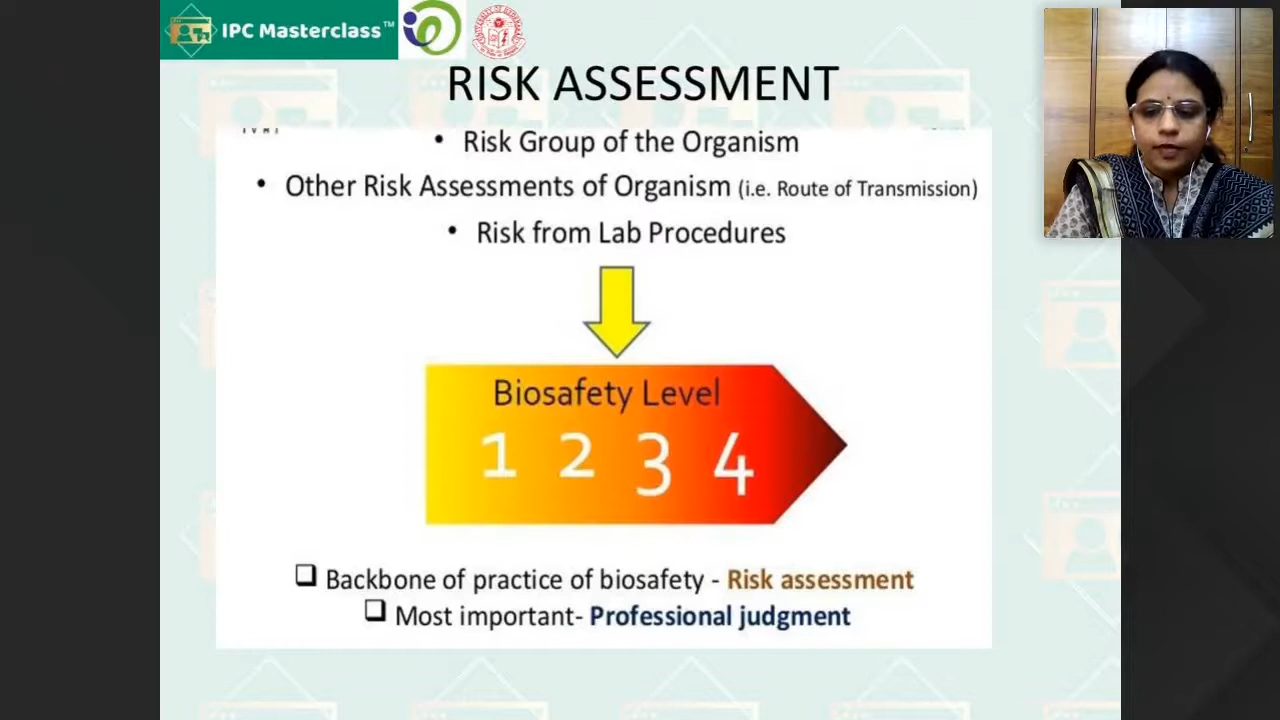 IPC Masterclass™
RISK ASSESSMENT
• Risk Group of the Organism
• Other Risk Assessments of Organism (i.e. Route of Transmission)
• Risk from Lab Procedures
Biosafety Level
1 2 3 4
❑ Backbone of practice of biosafety - Risk assessment
❑ Most important- Professional judgment